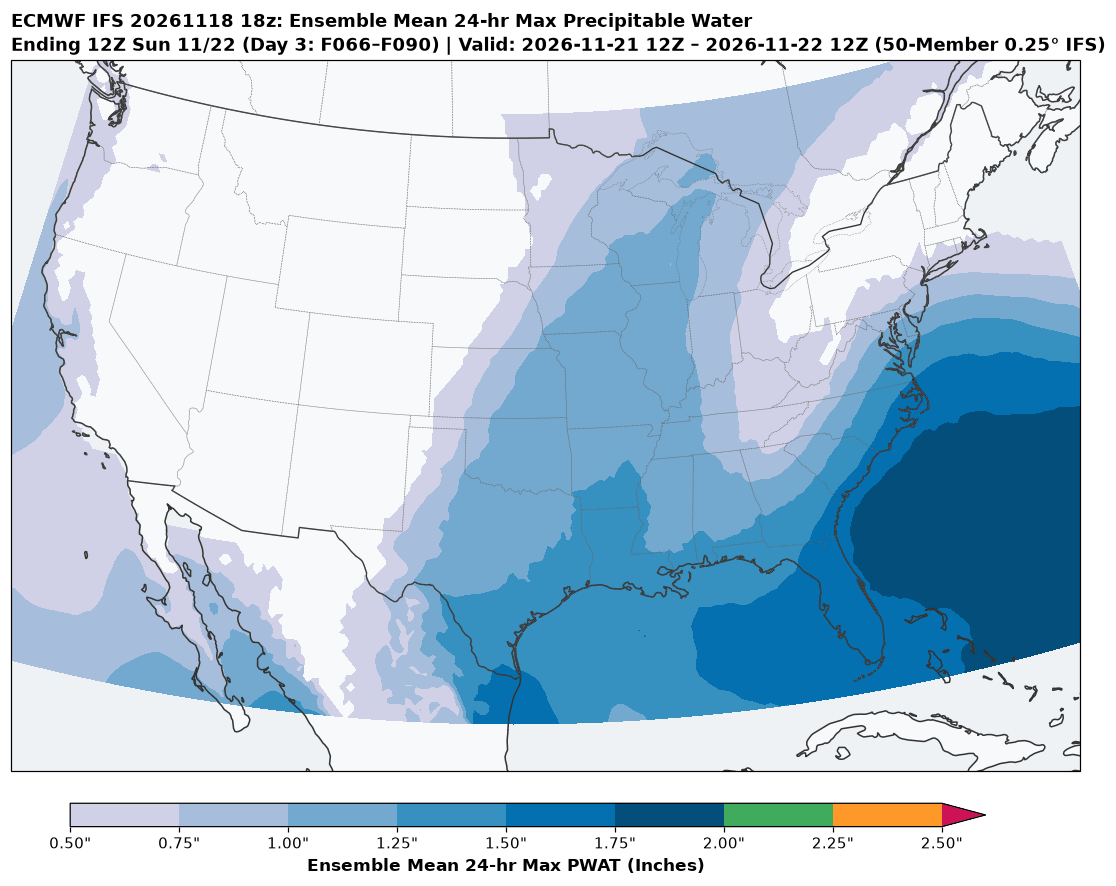 ECMWF IFS 20261118 18z: Ensemble Mean 24-hr Max Precipitable Water
Ending 12Z Sun 11/22 (Day 3: F066–F090) | Valid: 2026-11-21 12Z – 2026-11-22 12Z (50-Member 0.25° IFS)
0.50" 0.75" 1.00" 1.25" 1.50" 1.75" 2.00" 2.25" 2.50"
Ensemble Mean 24-hr Max PWAT (Inches)